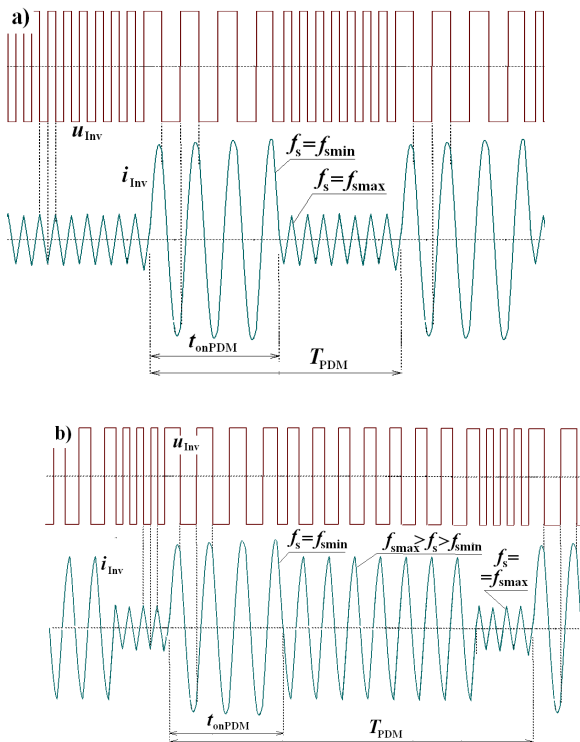 a)
uInv
iInv
fs=fsmin
fs=fsmax
tonPDM
TPDM
b)
uInv
iInv
fs=fsmin
fsmax>fs>fsmin
fs=
=fsmax
tonPDM
TPDM